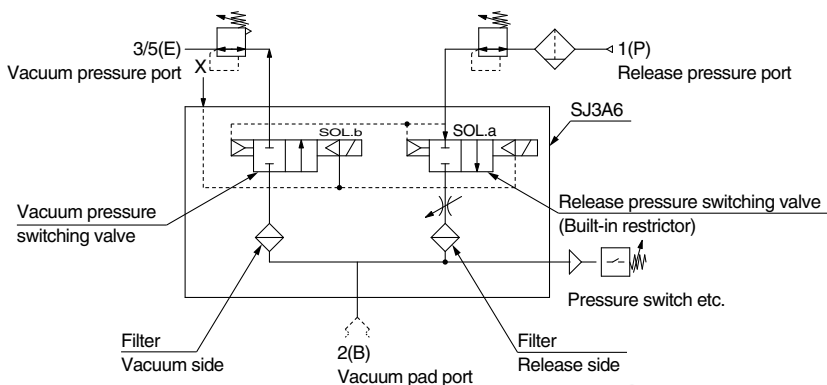 3/5(E)
Vacuum pressure port
X
1(P)
Release pressure port
SJ3A6
SOL.b
SOL.a
Vacuum pressure
switching valve
Release pressure switching valve
(Built-in restrictor)
Pressure switch etc.
Filter
Vacuum side
2(B)
Vacuum pad port
Filter
Release side